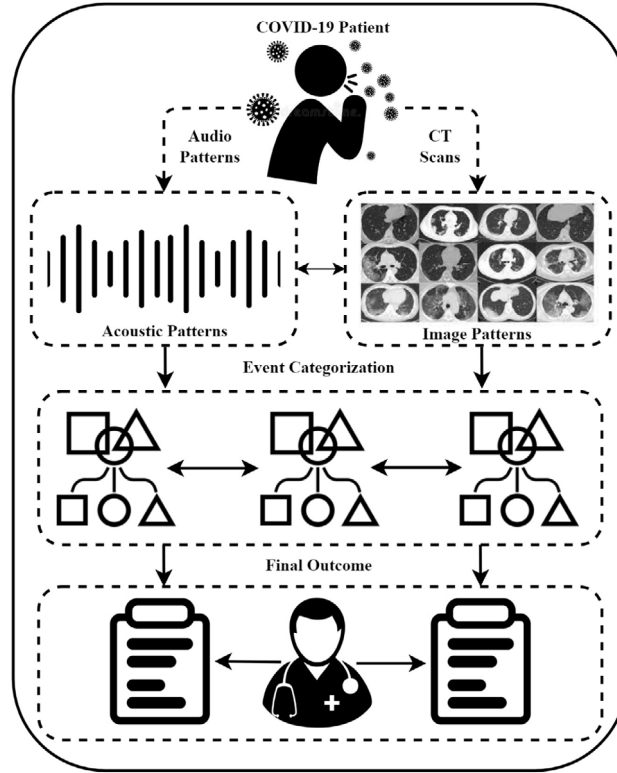 COVID-19 Patient
Audio
Patterns
CT
Scans
Acoustic Patterns
Image Patterns
Event Categorization
Final Outcome